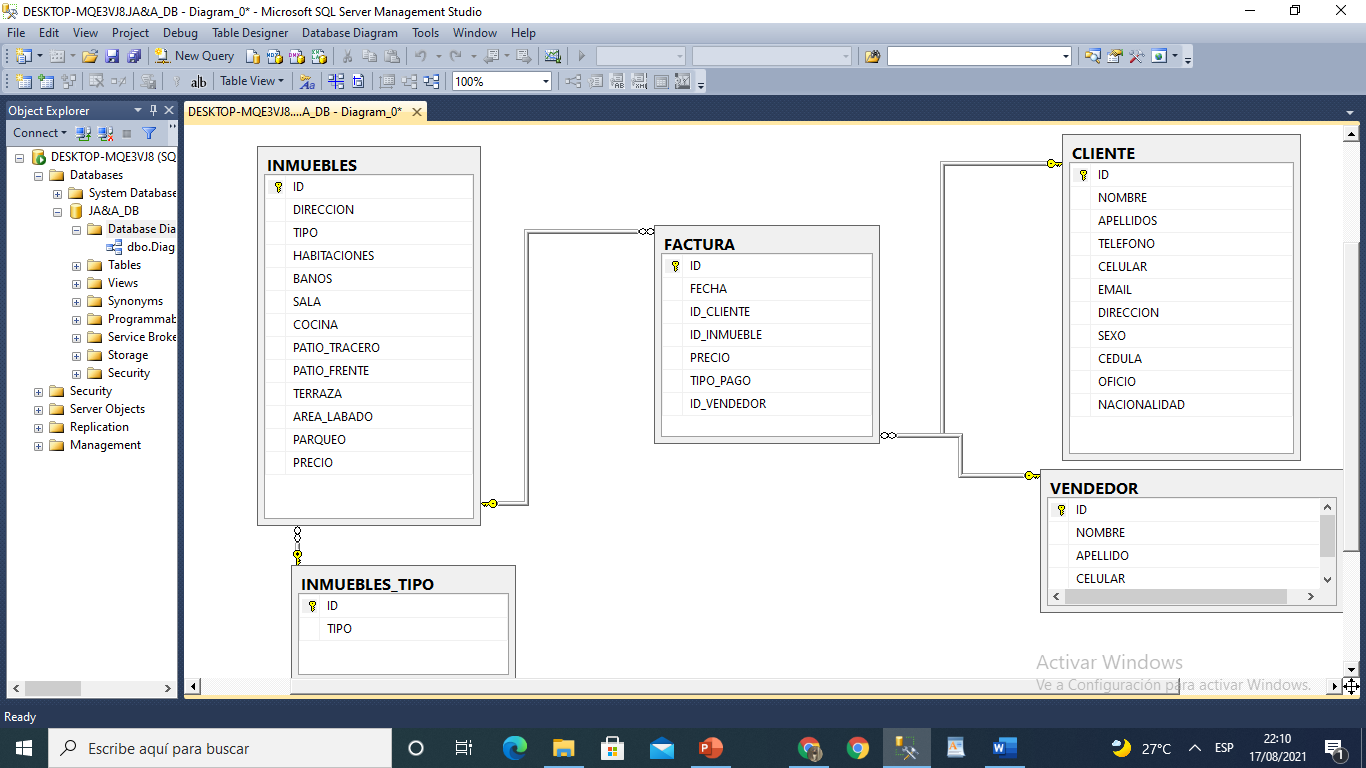 DESKTOP-MQE3VJ8.JA&A_DB - Diagram_0* - Microsoft SQL Server Management Studio
File Edit View Project Debug Table Designer Database Diagram Tools Window Help
New Query
Table View 100%
Object Explorer
Connect
DESKTOP-MQE3VJ8 (SQ
Databases
System Database
JA&A_DB
Database Dia
dbo.Diag
Tables
Views
Synonyms
Programmab
Service Broke
Storage
Security
Security
Server Objects
Replication
Management
DESKTOP-MQE3VJ8....A_DB - Diagram_0*
INMUEBLES
ID
DIRECCION
TIPO
HABITACIONES
BANOS
SALA
COCINA
PATIO_TRACERO
PATIO_FRENTE
TERRAZA
AREA_LABADO
PARQUEO
PRECIO
INMUEBLES_TIPO
ID
TIPO
FACTURA
ID
FECHA
ID_CLIENTE
ID_INMUEBLE
PRECIO
TIPO_PAGO
ID_VENDEDOR
CLIENTE
ID
NOMBRE
APELLIDOS
TELEFONO
CELULAR
EMAIL
DIRECCION
SEXO
CEDULA
OFICIO
NACIONALIDAD
VENDEDOR
ID
NOMBRE
APELLIDO
CELULAR
Activar Windows
Ve a Configuración para activar Windows.
Ready
Escribe aquí para buscar
27°C
ESP
22:10
17/08/2021
1